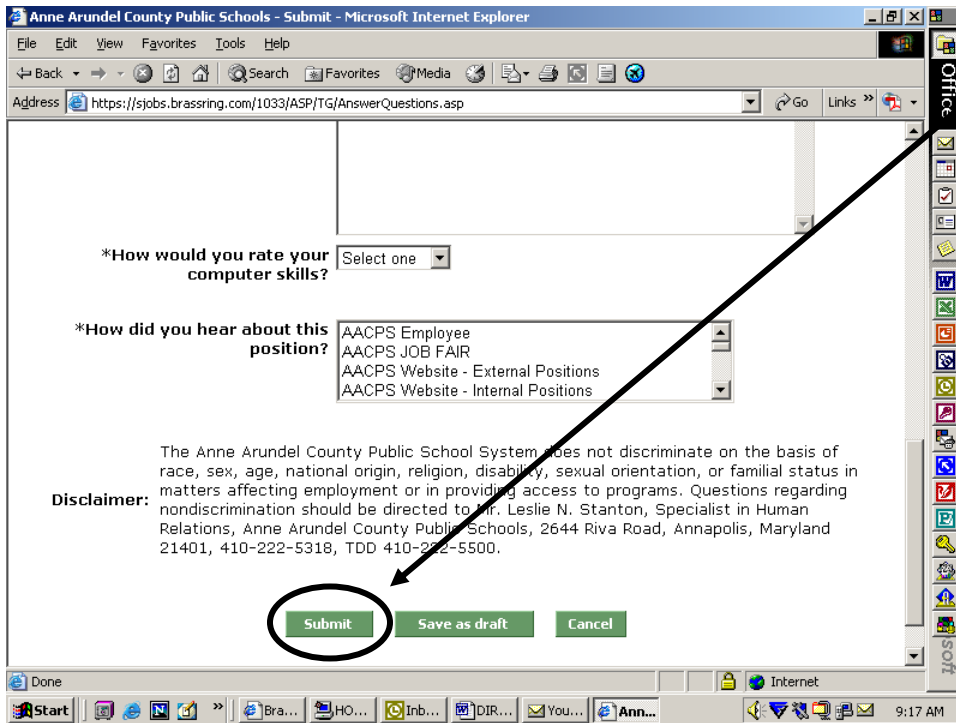 Anne Arundel County Public Schools - Submit - Microsoft Internet Explorer
File Edit View Favorites Tools Help
Back Search Favorites Media
Address https://sjobs.brassring.com/1033/ASP/TG/AnswerQuestions.asp Go Links »
Office
*How would you rate your
computer skills?
Select one
*How did you hear about this
position?
AACPS Employee
AACPS JOB FAIR
AACPS Website - External Positions
AACPS Website - Internal Positions
Disclaimer:
The Anne Arundel County Public School System does not discriminate on the basis of
race, sex, age, national origin, religion, disability, sexual orientation, or familial status in
matters affecting employment or in providing access to programs. Questions regarding
nondiscrimination should be directed to Mr. Leslie N. Stanton, Specialist in Human
Relations, Anne Arundel County Public Schools, 2644 Riva Road, Annapolis, Maryland
21401, 410-222-5318, TDD 410-222-5500.
Submit Save as draft Cancel
soft
Done Internet
Start » Bra... HO... Inb... DIR... You... Ann... 9:17 AM